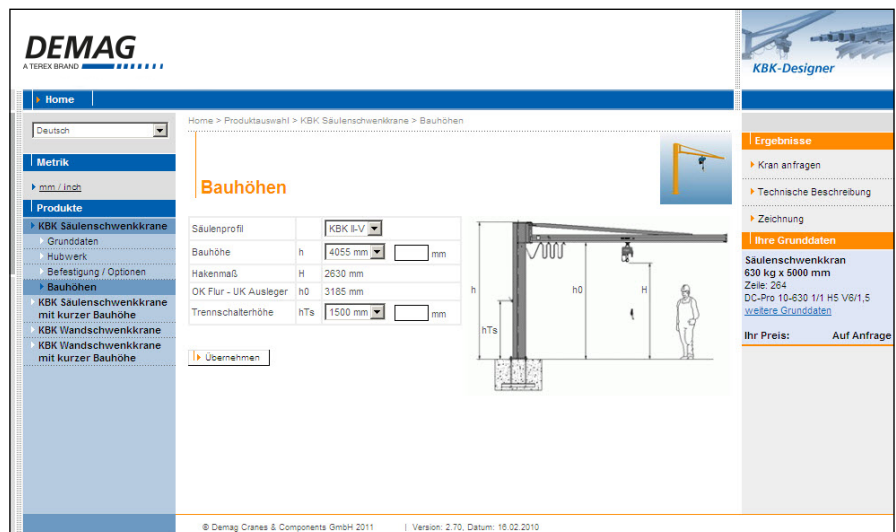 DEMAG
A TEREX BRAND
KBK-Designer
Home
Deutsch
Home > Produktauswahl > KBK Säulenschwenkkrane > Bauhöhen
Metrik
mm / inch
Produkte
KBK Säulenschwenkkrane
Grunddaten
Hubwerk
Befestigung / Optionen
Bauhöhen
KBK Säulenschwenkkrane
mit kurzer Bauhöhe
KBK Wandschwenkkrane
KBK Wandschwenkkrane
mit kurzer Bauhöhe
Bauhöhen
Säulenprofil KBK II-V
Bauhöhe h 4055 mm mm
Hakenmaß H 2630 mm
OK Flur - UK Ausleger h0 3185 mm
Trennschalterhöhe hTs 1500 mm mm
Übernehmen
h
hTs
h0
H
Ergebnisse
Kran anfragen
Technische Beschreibung
Zeichnung
Ihre Grunddaten
Säulenschwenkkran
630 kg x 5000 mm
Zeile: 264
DC-Pro 10-630 1/1 H5 V6/1,5
weitere Grunddaten
Ihr Preis: Auf Anfrage
© Demag Cranes & Components GmbH 2011 | Version: 2.70, Datum: 16.02.2010